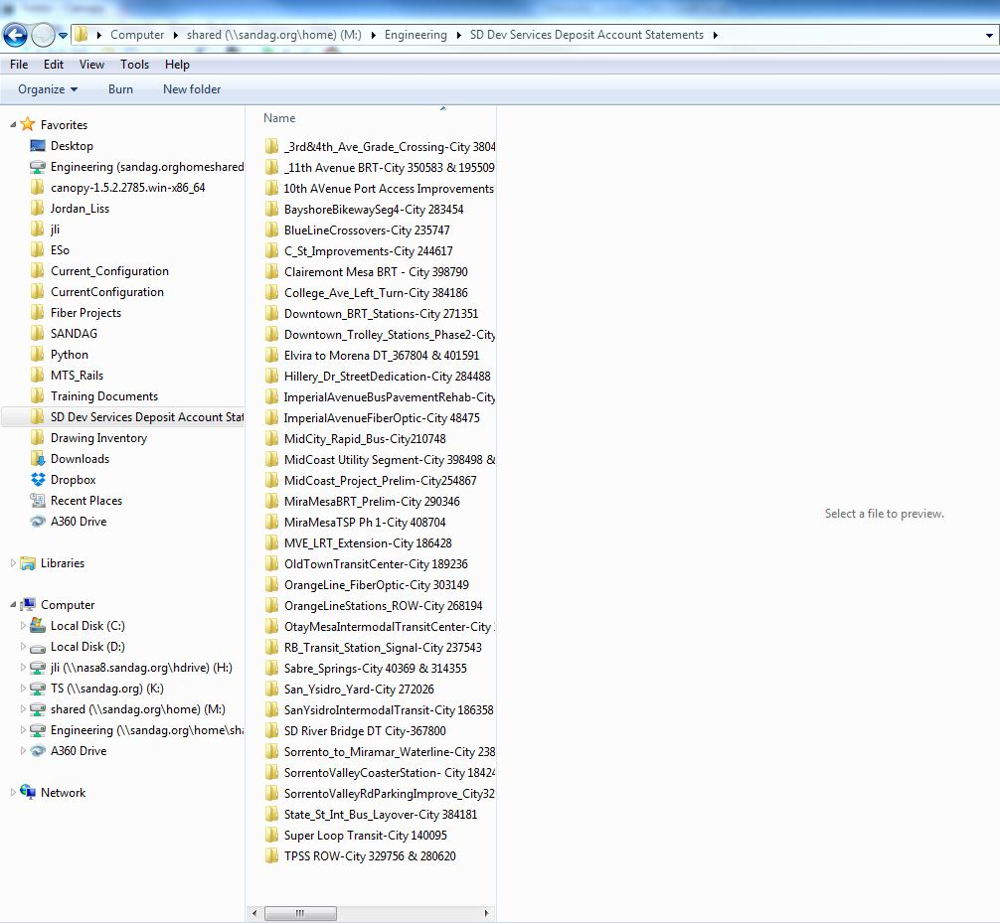 Computer shared (\\sandag.org\home) (M:) Engineering SD Dev Services Deposit Account Statements
File Edit View Tools Help
Organize Burn New folder
Favorites
Desktop
Engineering (sandag.orghomeshared
canopy-1.5.2.2785.win-x86_64
Jordan_Liss
jli
ESo
Current_Configuration
CurrentConfiguration
Fiber Projects
SANDAG
Python
MTS_Rails
Training Documents
SD Dev Services Deposit Account Stat
Drawing Inventory
Downloads
Dropbox
Recent Places
A360 Drive
Libraries
Computer
Local Disk (C:)
Local Disk (D:)
jli (\\nasa8.sandag.org\hdrive) (H:)
TS (\\sandag.org) (K:)
shared (\\sandag.org\home) (M:)
Engineering (\\sandag.org\home\sha
A360 Drive
Network
Name
_3rd&4th_Ave_Grade_Crossing-City 3804
_11th Avenue BRT-City 350583 & 195509
10th AVenue Port Access Improvements
BayshoreBikewaySeg4-City 283454
BlueLineCrossovers-City 235747
C_St_Improvements-City 244617
Clairemont Mesa BRT - City 398790
College_Ave_Left_Turn-City 384186
Downtown_BRT_Stations-City 271351
Downtown_Trolley_Stations_Phase2-City
Elvira to Morena DT_367804 & 401591
Hillery_Dr_StreetDedication-City 284488
ImperialAvenueBusPavementRehab-City
ImperialAvenueFiberOptic-City 48475
MidCity_Rapid_Bus-City210748
MidCoast Utility Segment-City 398498 &
MidCoast_Project_Prelim-City254867
MiraMesaBRT_Prelim-City 290346
MiraMesaTSP Ph 1-City 408704
MVE_LRT_Extension-City 186428
OldTownTransitCenter-City 189236
OrangeLine_FiberOptic-City 303149
OrangeLineStations_ROW-City 268194
OtayMesaIntermodalTransitCenter-City
RB_Transit_Station_Signal-City 237543
Sabre_Springs-City 40369 & 314355
San_Ysidro_Yard-City 272026
SanYsidroIntermodalTransit-City 186358
SD River Bridge DT City-367800
Sorrento_to_Miramar_Waterline-City 238
SorrentoValleyCoasterStation- City 18424
SorrentoValleyRdParkingImprove_City32
State_St_Int_Bus_Layover-City 384181
Super Loop Transit-City 140095
TPSS ROW-City 329756 & 280620
Select a file to preview.